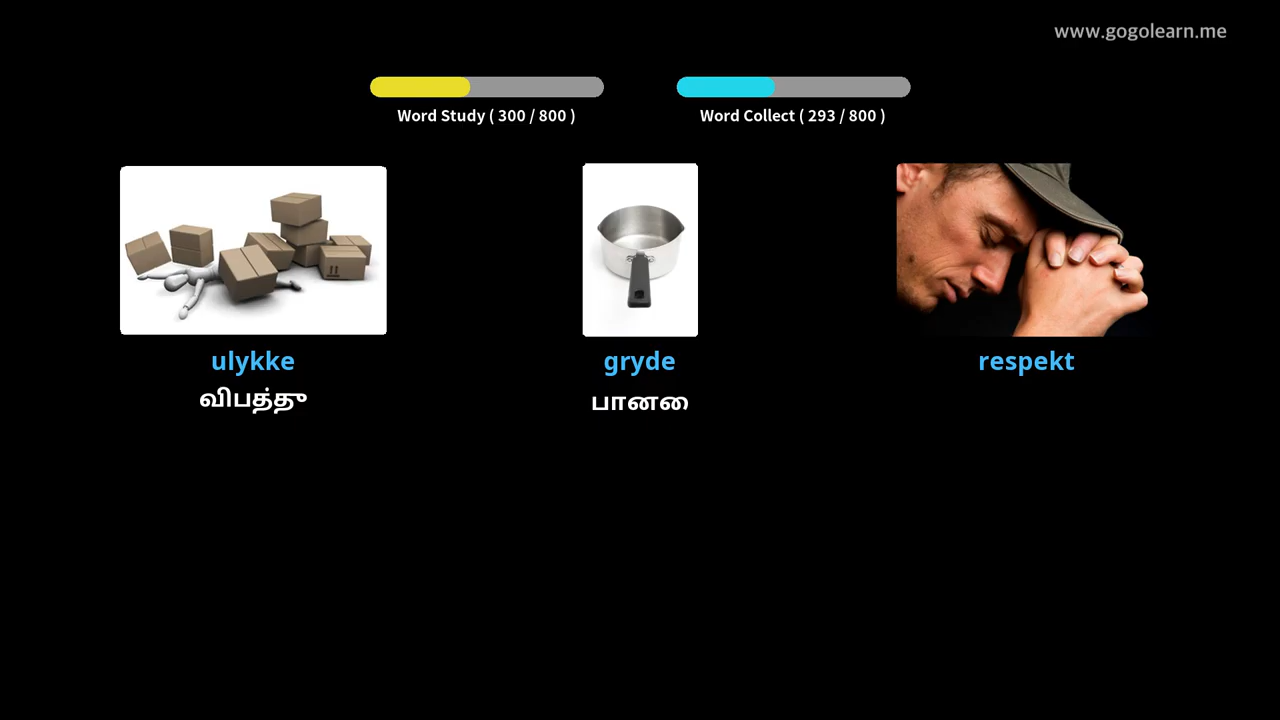 www.gogolearn.me
Word Study ( 300 / 800 )
Word Collect ( 293 / 800 )
ulykke
gryde
respekt
விபத்து
பானை